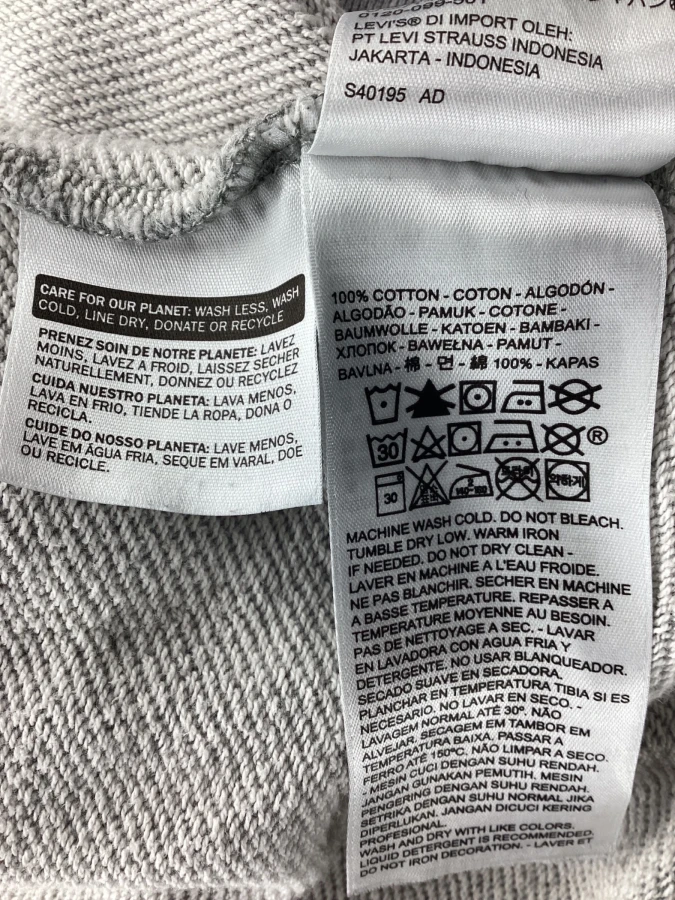 LEVI'S® DI IMPORT OLEH:
PT LEVI STRAUSS INDONESIA
JAKARTA - INDONESIA
S40195 AD
CARE FOR OUR PLANET: WASH LESS, WASH
COLD, LINE DRY, DONATE OR RECYCLE
PRENEZ SOIN DE NOTRE PLANETE: LAVEZ
MOINS, LAVEZ A FROID, LAISSEZ SECHER
NATURELLEMENT, DONNEZ OU RECYCLEZ
CUIDA NUESTRO PLANETA: LAVA MENOS,
LAVA EN FRIO, TIENDE LA ROPA, DONA O
RECICLA.
CUIDE DO NOSSO PLANETA: LAVE MENOS,
LAVE EM ÁGUA FRIA, SEQUE EM VARAL, DOE
OU RECICLE.
100% COTTON - COTON - ALGODÓN -
ALGODÃO - PAMUK - COTONE -
BAUMWOLLE - KATOEN - BAMBAKI -
ХЛОПОК - BAWEŁNA - PAMUT -
BAVLNA - 棉 - 면 - 綿 100% - KAPAS
30 ®
30 2 140-160 드라이 약하게
MACHINE WASH COLD. DO NOT BLEACH.
TUMBLE DRY LOW. WARM IRON
IF NEEDED. DO NOT DRY CLEAN -
LAVER EN MACHINE A L'EAU FROIDE.
NE PAS BLANCHIR. SECHER EN MACHINE
A BASSE TEMPERATURE. REPASSER A
TEMPERATURE MOYENNE AU BESOIN.
PAS DE NETTOYAGE A SEC. - LAVAR
EN LAVADORA CON AGUA FRIA Y
DETERGENTE. NO USAR BLANQUEADOR.
SECADO SUAVE EN SECADORA.
PLANCHAR EN TEMPERATURA TIBIA SI ES
NECESARIO. NO LAVAR EN SECO. -
LAVAGEM NORMAL ATÉ 30º. NÃO
ALVEJAR. SECAGEM EM TAMBOR EM
TEMPERATURA BAIXA. PASSAR A
FERRO ATÉ 150ºC. NÃO LIMPAR A SECO.
- MESIN CUCI DENGAN SUHU RENDAH.
JANGAN GUNAKAN PEMUTIH. MESIN
PENGERING DENGAN SUHU RENDAH.
SETRIKA DENGAN SUHU NORMAL JIKA
DIPERLUKAN. JANGAN DICUCI KERING
PROFESIONAL.
WASH AND DRY WITH LIKE COLORS.
LIQUID DETERGENT IS RECOMMENDED.
DO NOT IRON DECORATION. - LAVER ET